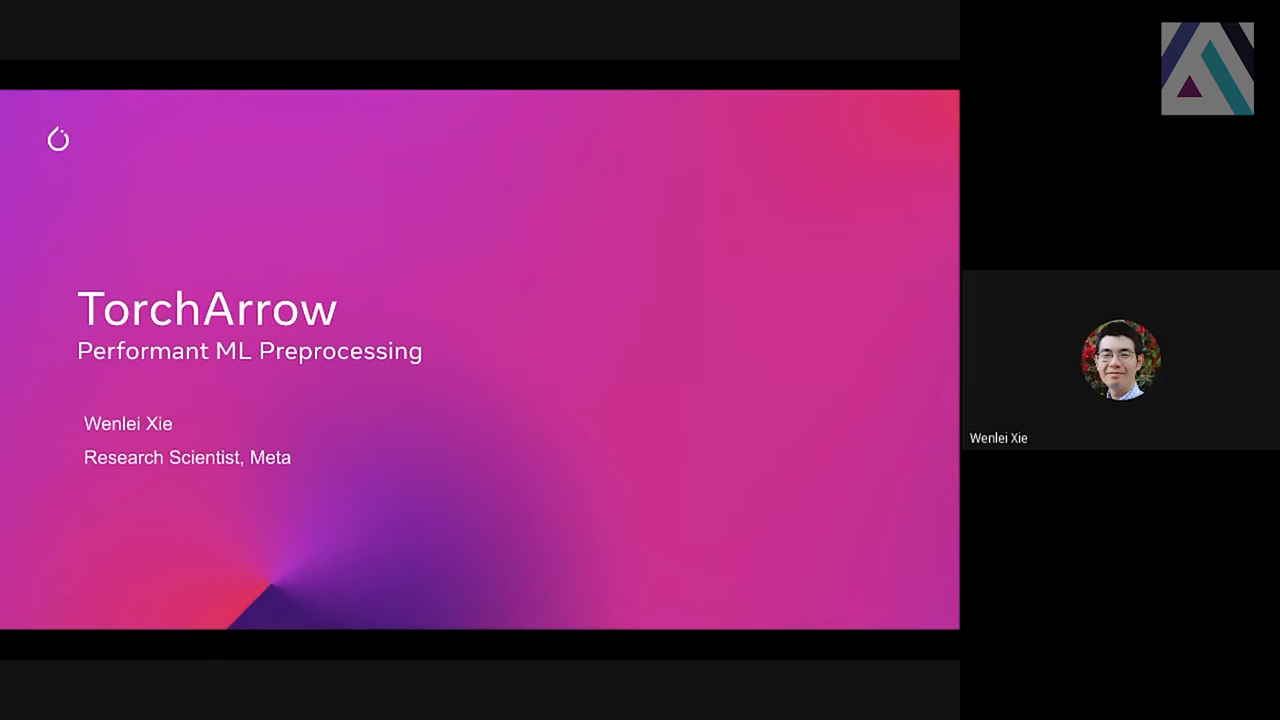 TorchArrow
Performant ML Preprocessing
Wenlei Xie
Research Scientist, Meta
Wenlei Xie